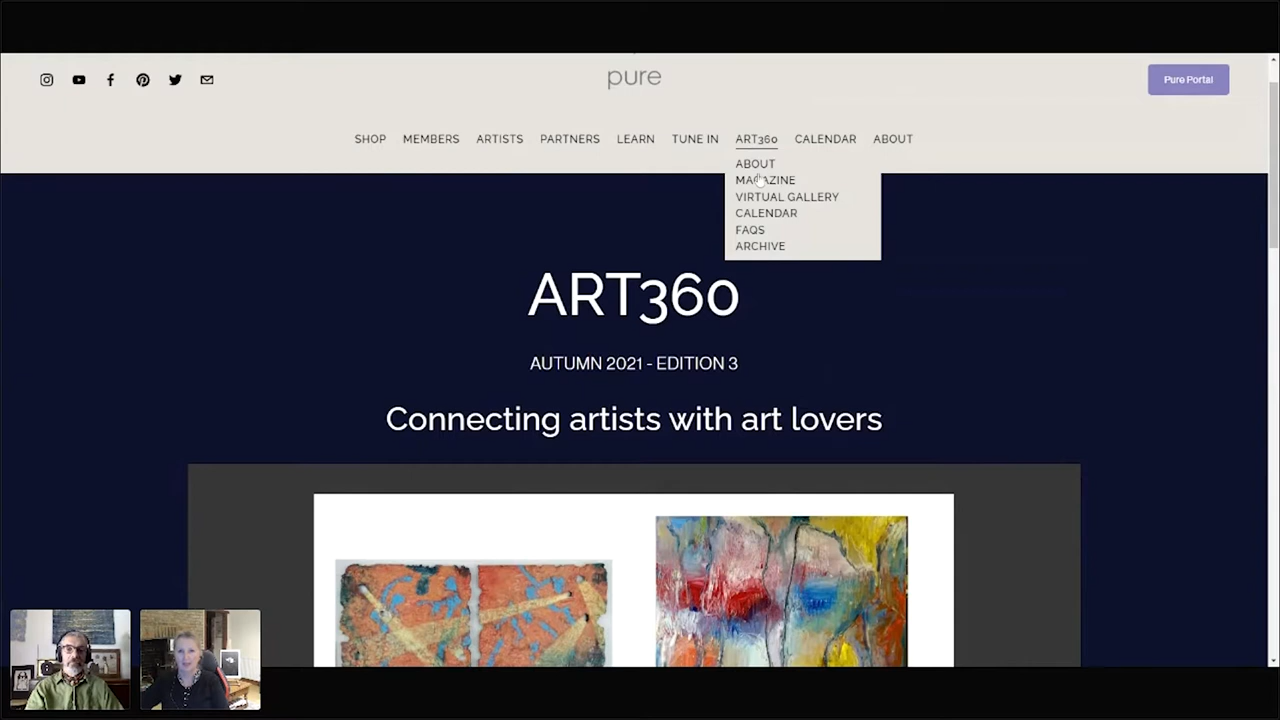 pure
Pure Portal
SHOP MEMBERS ARTISTS PARTNERS LEARN TUNE IN ART360 CALENDAR ABOUT
ABOUT
MAGAZINE
VIRTUAL GALLERY
CALENDAR
FAQS
ARCHIVE
ART360
AUTUMN 2021 - EDITION 3
Connecting artists with art lovers